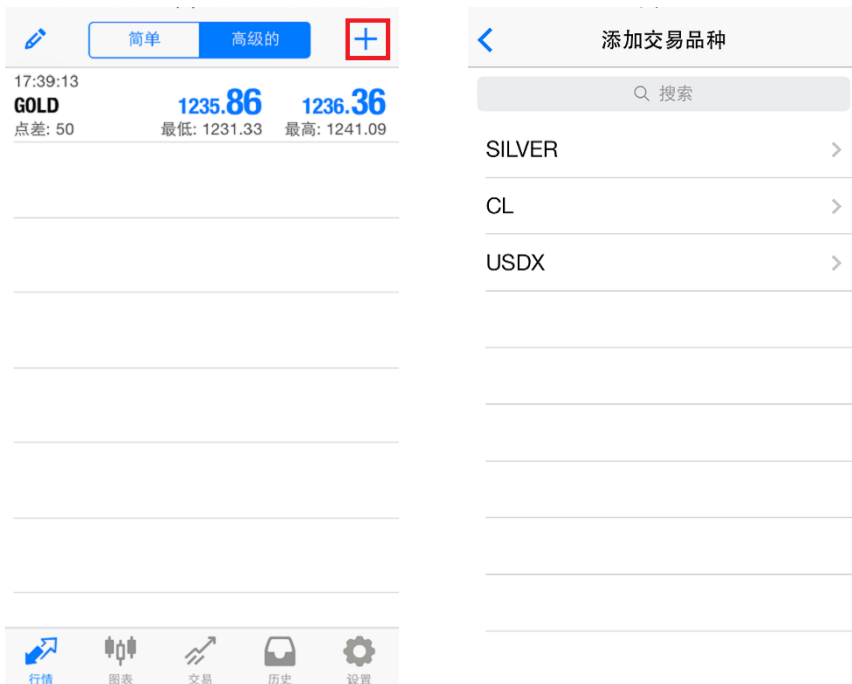 简单 高级的
17:39:13
GOLD 1235.86 1236.36
点差: 50 最低: 1231.33 最高: 1241.09
行情 图表 交易 历史 设置
添加交易品种
搜索
SILVER
CL
USDX